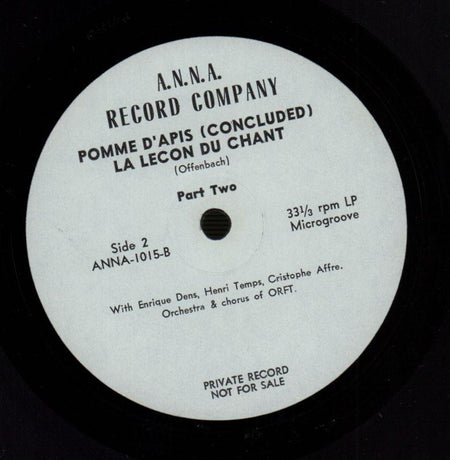 A.N.N.A.
RECORD COMPANY
POMME D'APIS (CONCLUDED)
LA LECON DU CHANT
(Offenbach)
Part Two
Side 2
ANNA-1015-B
33⅓ rpm LP
Microgroove
With Enrique Dens, Henri Temps, Cristophe Affre.
Orchestra & chorus of ORFT.
PRIVATE RECORD
NOT FOR SALE